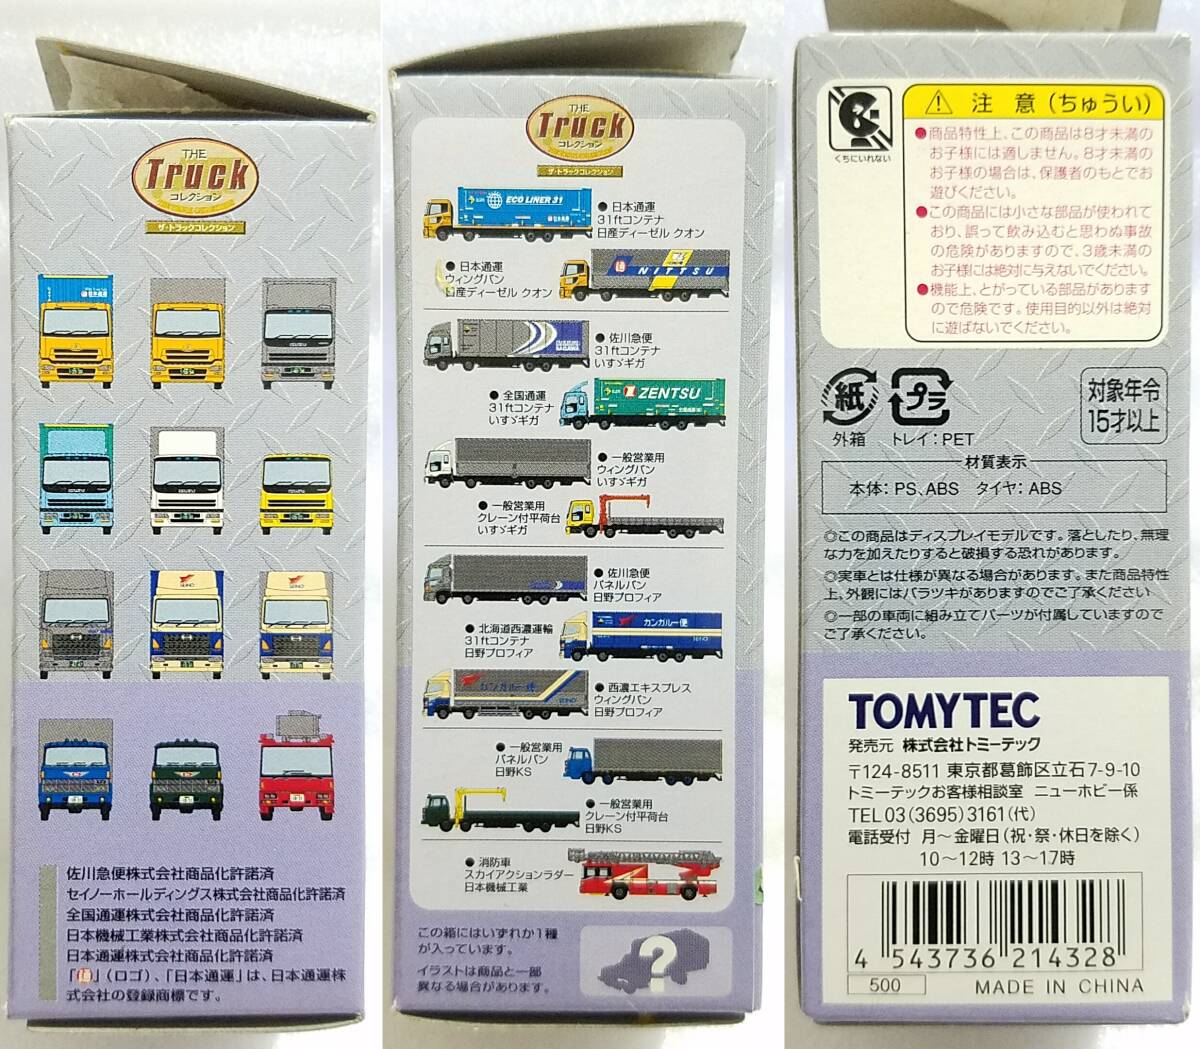 THE
Truck
コレクション
ザ・トラックコレクション
佐川急便株式会社商品化許諾済
セイノーホールディングス株式会社商品化許諾済
全国通運株式会社商品化許諾済
日本機械工業株式会社商品化許諾済
日本通運株式会社商品化許諾済
「通」(ロゴ)、「日本通運」は、日本通運株
式会社の登録商標です。
THE
Truck
コレクション
ザ・トラックコレクション
ECO LINER 31
● 日本通運
31ftコンテナ
日産ディーゼル クオン
● 日本通運
ウィングバン
日産ディーゼル クオン
NITTSU
● 佐川急便
31ftコンテナ
いすゞギガ
● 全国通運
31ftコンテナ
いすゞギガ
ZENTSU
● 一般営業用
ウィングバン
いすゞギガ
● 一般営業用
クレーン付平荷台
いすゞギガ
● 佐川急便
パネルバン
日野プロフィア
● 北海道西濃運輸
31ftコンテナ
日野プロフィア
カンガルー便
カンガルー便
● 西濃エキスプレス
ウィングバン
日野プロフィア
● 一般営業用
パネルバン
日野KS
● 一般営業用
クレーン付平荷台
日野KS
● 消防車
スカイアクションラダー
日本機械工業
この箱にはいずれか1種
が入っています。
イラストは商品と一部
異なる場合があります。
?
くちにいれない
注 意(ちゅうい)
●商品特性上、この商品は8才未満の
お子様には適しません。8才未満の
お子様の場合は、保護者のもとでお
遊びください。
●この商品には小さな部品が使われて
おり、誤って飲み込むと思わぬ事故
の危険がありますので、3歳未満の
お子様には絶対に与えないでください。
●機能上、とがっている部品があります
ので危険です。使用目的以外は絶対
に遊ばないでください。
紙
外箱
プラ
トレイ:PET
対象年令
15才以上
材質表示
本体:PS、ABS タイヤ:ABS
◎この商品はディスプレイモデルです。落としたり、無理
な力を加えたりすると破損する恐れがあります。
◎実車とは仕様が異なる場合があります。また商品特性
上、外観にはバラツキがありますのでご了承ください
◎一部の車両に組み立てパーツが付属していますので
ご了承ください。
TOMYTEC
発売元 株式会社トミーテック
〒124-8511 東京都葛飾区立石7-9-10
トミーテックお客様相談室 ニューホビー係
TEL 03(3695)3161(代)
電話受付 月~金曜日(祝・祭・休日を除く)
10~12時 13~17時
4 543736 214328
500
MADE IN CHINA